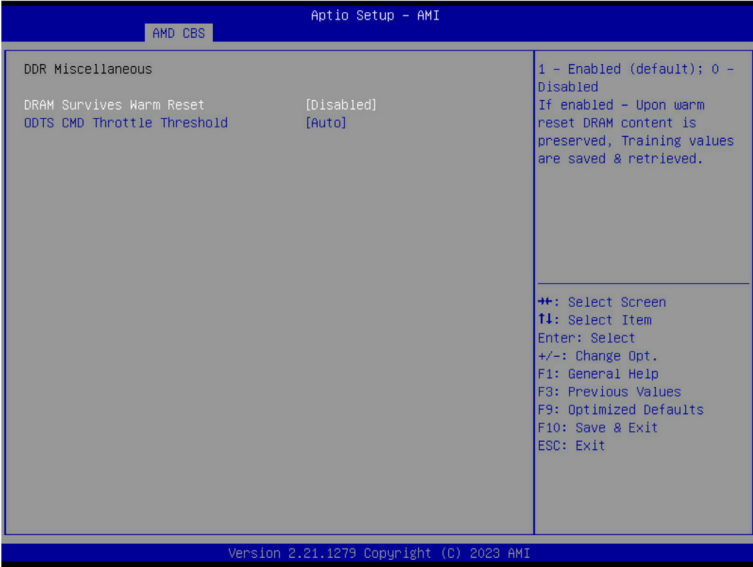 Aptio Setup – AMI
AMD CBS
DDR Miscellaneous
DRAM Survives Warm Reset [Disabled]
ODTS CMD Throttle Threshold [Auto]
1 – Enabled (default); 0 –
Disabled
If enabled – Upon warm
reset DRAM content is
preserved, Training values
are saved & retrieved.
→←: Select Screen
↑↓: Select Item
Enter: Select
+/-: Change Opt.
F1: General Help
F3: Previous Values
F9: Optimized Defaults
F10: Save & Exit
ESC: Exit
Version 2.21.1279 Copyright (C) 2023 AMI